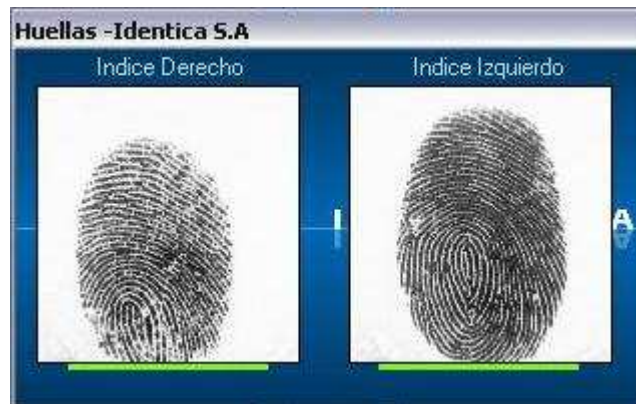 Huellas -Identica S.A
Indice Derecho
Indice Izquierdo
I
A